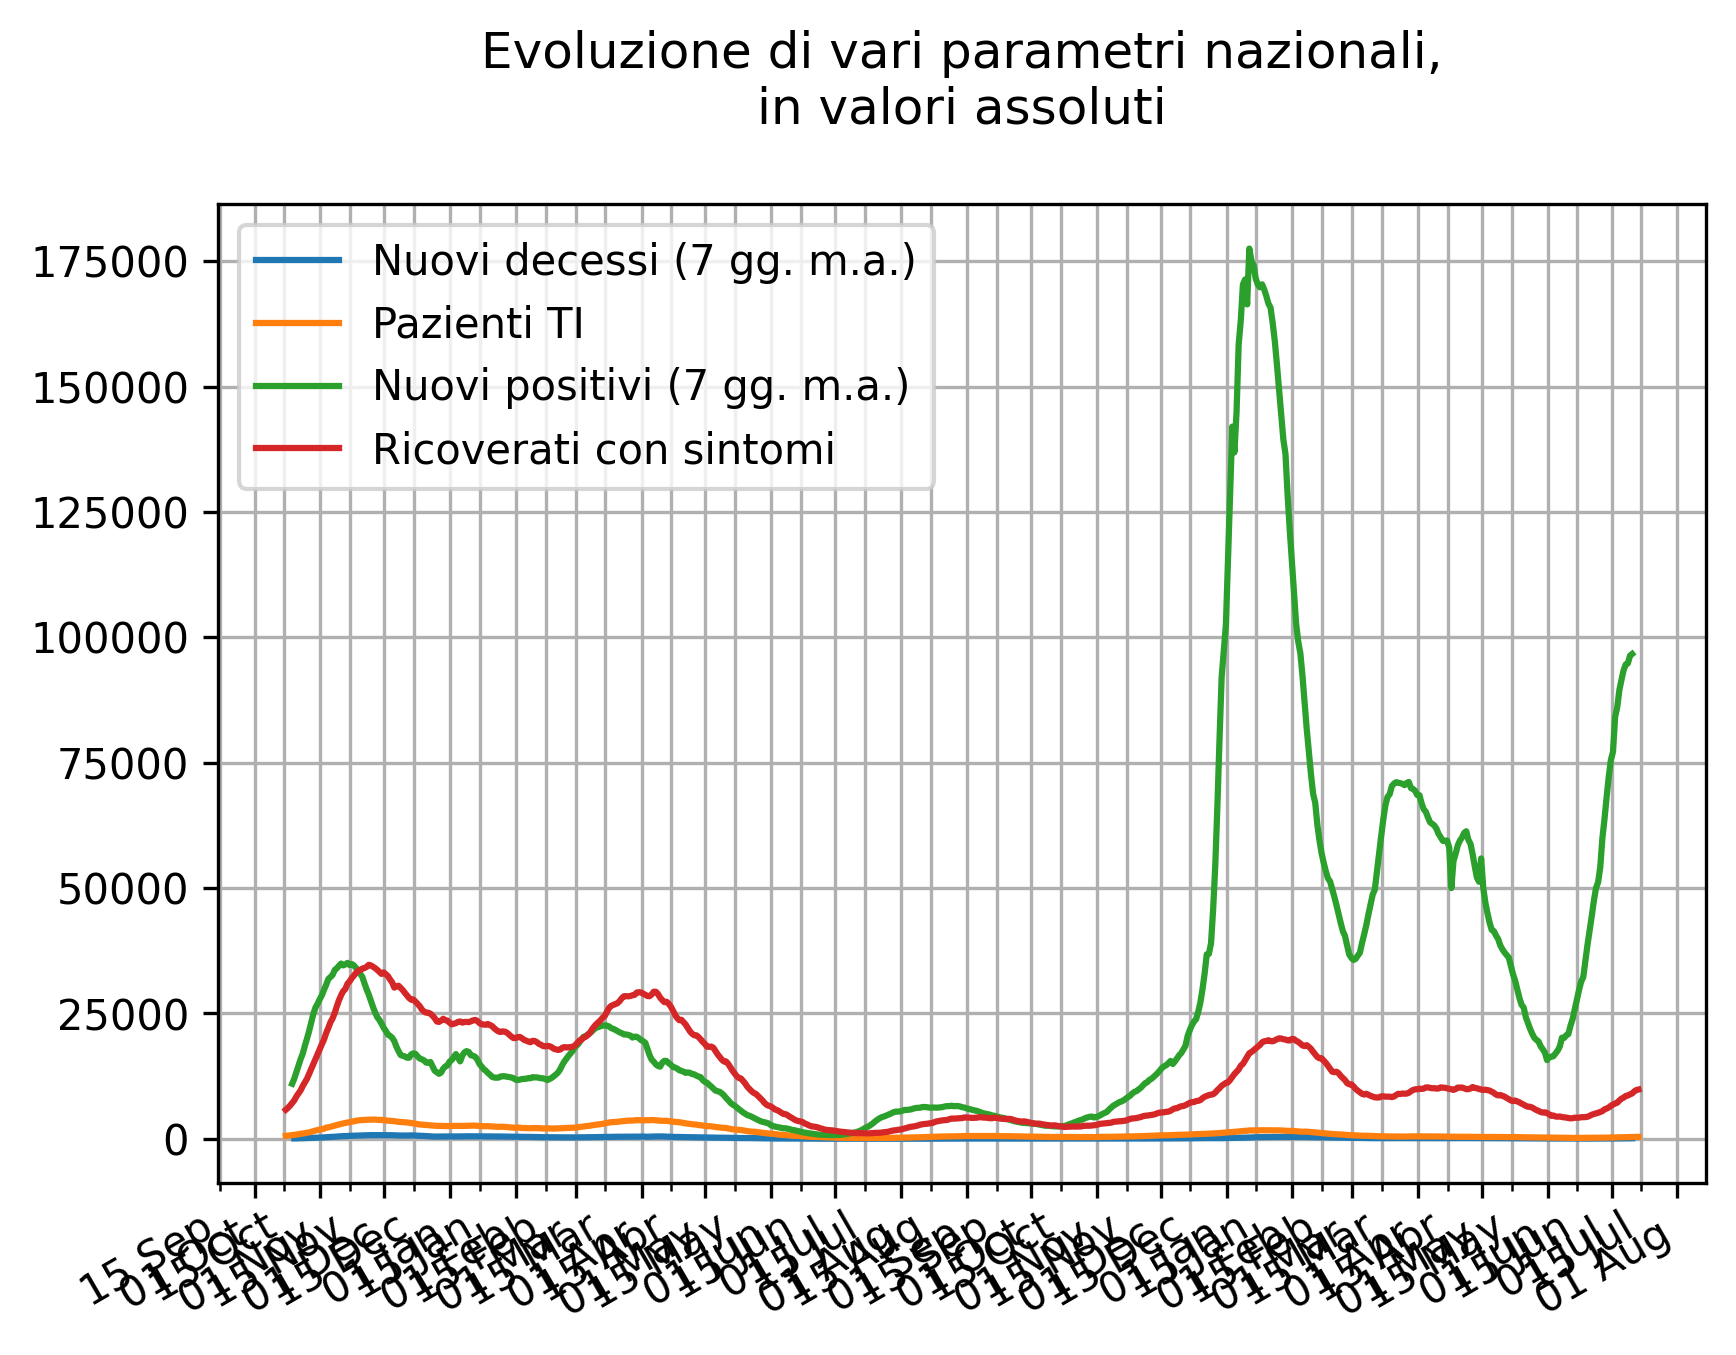 Evoluzione di vari parametri nazionali,
in valori assoluti
Nuovi decessi (7 gg. m.a.)
Pazienti TI
Nuovi positivi (7 gg. m.a.)
Ricoverati con sintomi
175000
150000
125000
100000
75000
50000
25000
0
15 Sep
01 Oct
15 Oct
01 Nov
15 Nov
01 Dec
15 Dec
01 Jan
15 Jan
01 Feb
15 Feb
01 Mar
15 Mar
01 Apr
15 Apr
01 May
15 May
01 Jun
15 Jun
01 Jul
15 Jul
01 Aug
15 Aug
01 Sep
15 Sep
01 Oct
15 Oct
01 Nov
15 Nov
01 Dec
15 Dec
01 Jan
15 Jan
01 Feb
15 Feb
01 Mar
15 Mar
01 Apr
15 Apr
01 May
15 May
01 Jun
15 Jun
01 Jul
15 Jul
01 Aug